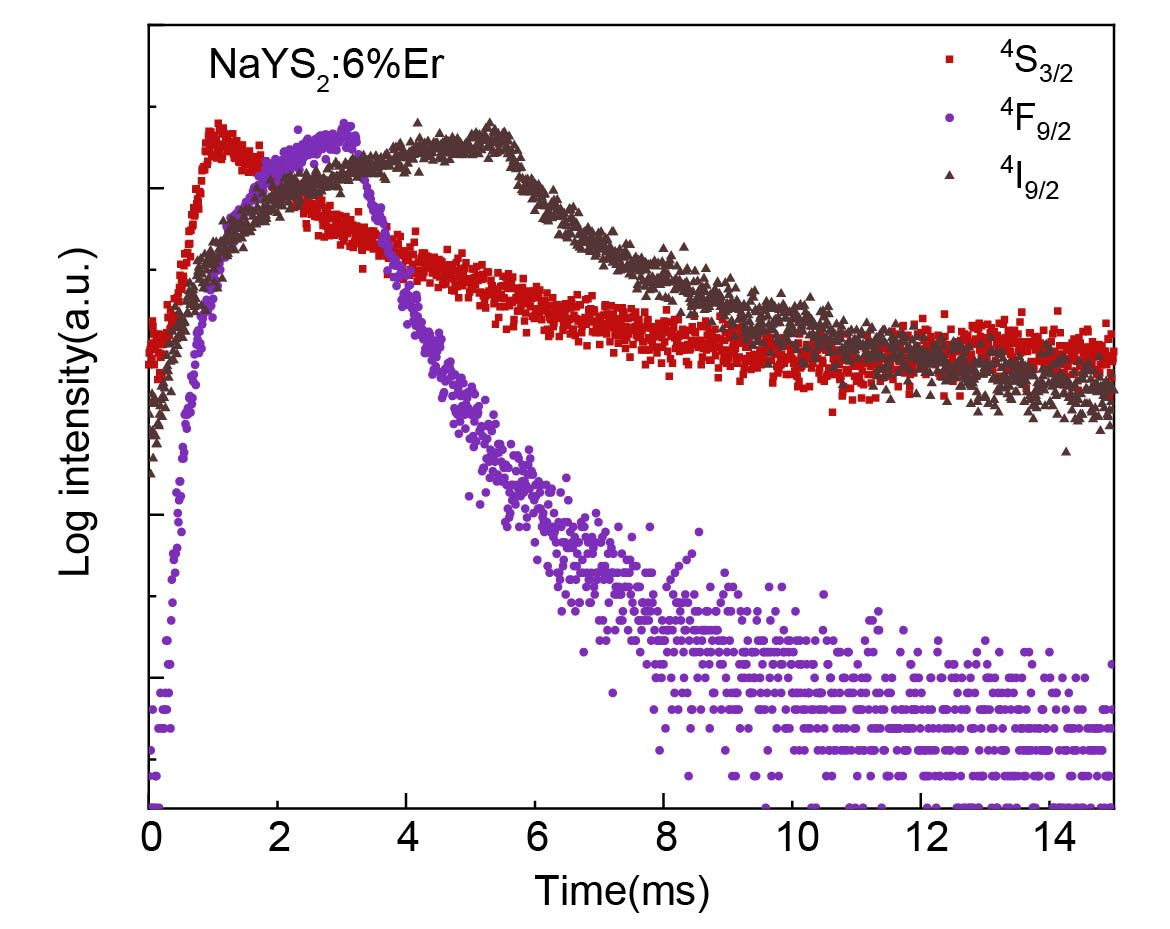 NaYS₂:6%Er
⁴S₃/₂
⁴F₉/₂
⁴I₉/₂
Log intensity(a.u.)
0 2 4 6 8 10 12 14
Time(ms)